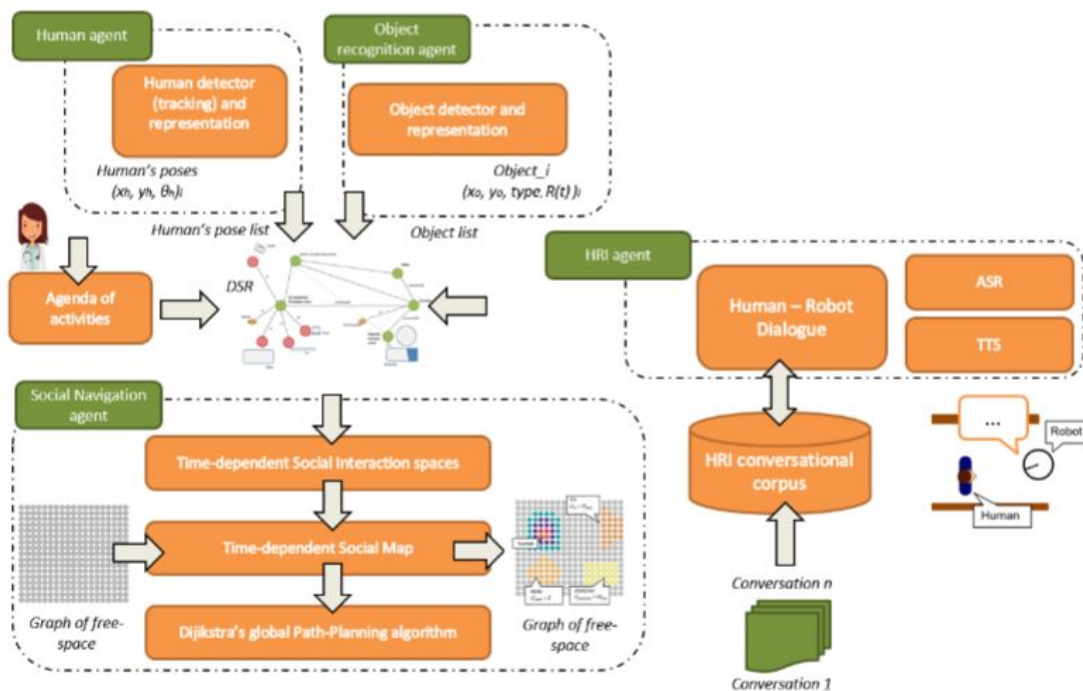 Human agent
Object
recognition agent
Human detector
(tracking) and
representation
Object detector and
representation
Human's poses
(xh, yh, θh)i
Object_i
(xo, yo, type, R(t) )i
Human's pose list
Object list
DSR
Agenda of
activities
HRI agent
Human – Robot
Dialogue
ASR
TTS
Social Navigation
agent
Time-dependent Social Interaction spaces
Time-dependent Social Map
Dijikstra's global Path-Planning algorithm
Graph of free-
space
Graph of free-
space
HRI conversational
corpus
...
Robot
Human
Conversation n
Conversation 1